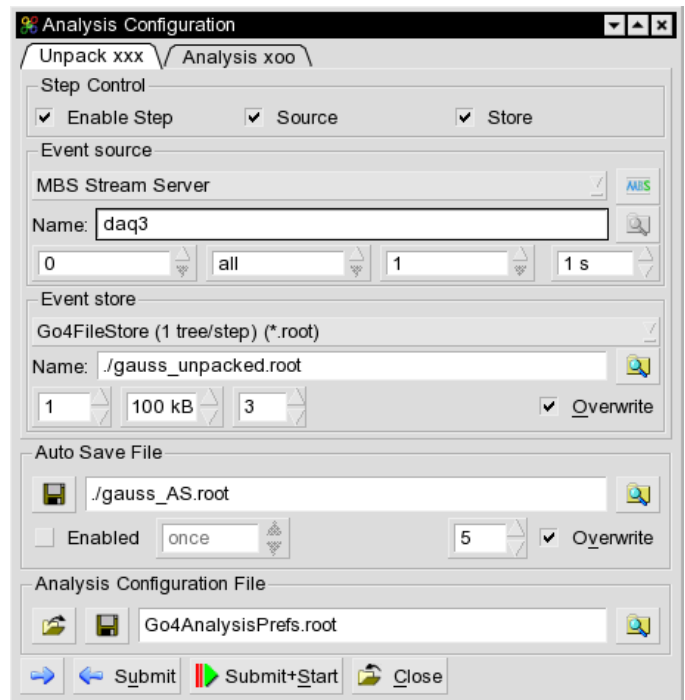 Analysis Configuration
Unpack xxx Analysis xoo
Step Control
Enable Step Source Store
Event source
MBS Stream Server MBS
Name: daq3
0 all 1 1 s
Event store
Go4FileStore (1 tree/step) (*.root)
Name: ./gauss_unpacked.root
1 100 kB 3 Overwrite
Auto Save File
./gauss_AS.root
Enabled once 5 Overwrite
Analysis Configuration File
Go4AnalysisPrefs.root
Submit Submit+Start Close